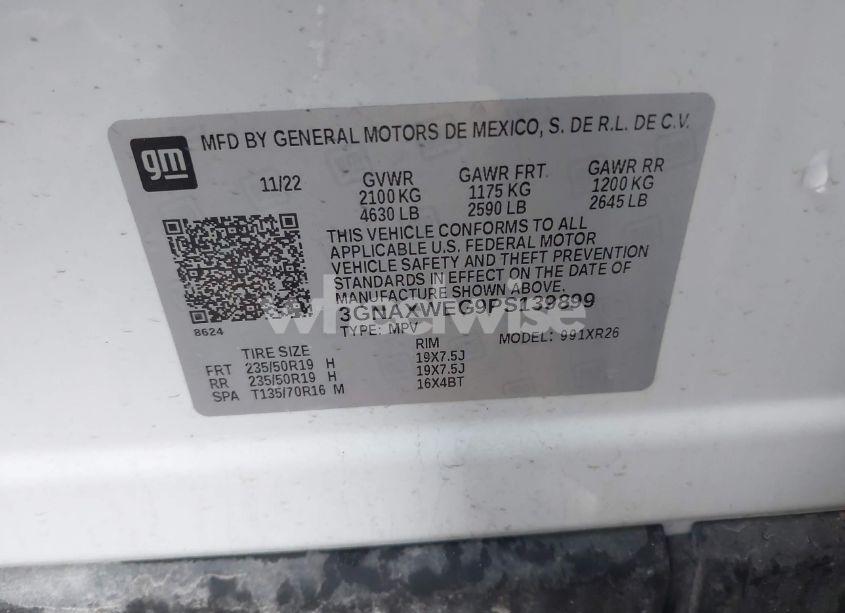 gm
MFD BY GENERAL MOTORS DE MEXICO, S. DE R.L. DE C.V.
11/22 GVWR GAWR FRT. GAWR RR
2100 KG 1175 KG 1200 KG
4630 LB 2590 LB 2645 LB
THIS VEHICLE CONFORMS TO ALL
APPLICABLE U.S. FEDERAL MOTOR
VEHICLE SAFETY AND THEFT PREVENTION
STANDARDS IN EFFECT ON THE DATE OF
MANUFACTURE SHOWN ABOVE.
3GNAXWEG9PS139899
8624
TYPE: MPV MODEL: 991XR26
wheelwise
TIRE SIZE RIM
FRT 235/50R19 H 19X7.5J
RR 235/50R19 H 19X7.5J
SPA T135/70R16 M 16X4BT